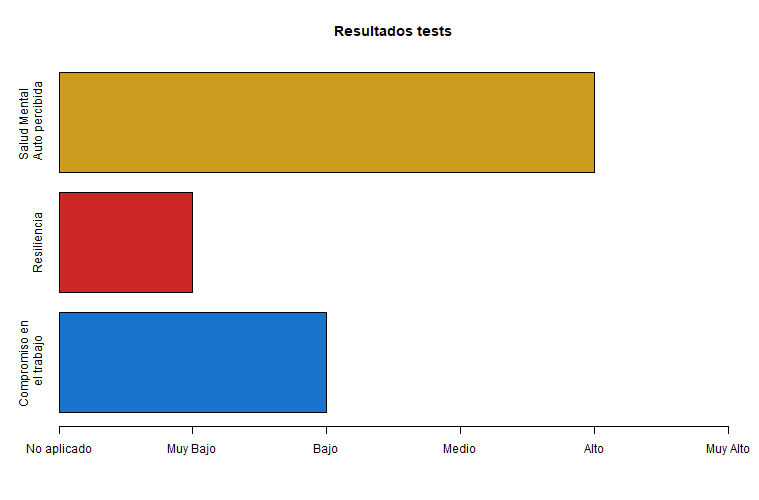 Resultados tests
Salud Mental
Auto percibida
Resiliencia
Compromiso en
el trabajo
No aplicado
Muy Bajo
Bajo
Medio
Alto
Muy Alto